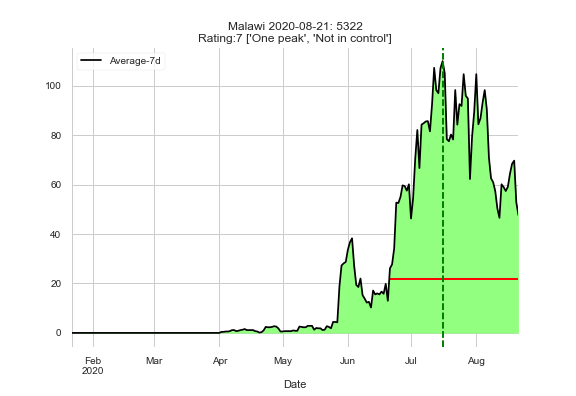 Malawi 2020-08-21: 5322
Rating:7 ['One peak', 'Not in control']
Average-7d
100
80
60
40
20
0
Feb Mar Apr May Jun Jul Aug
2020
Date